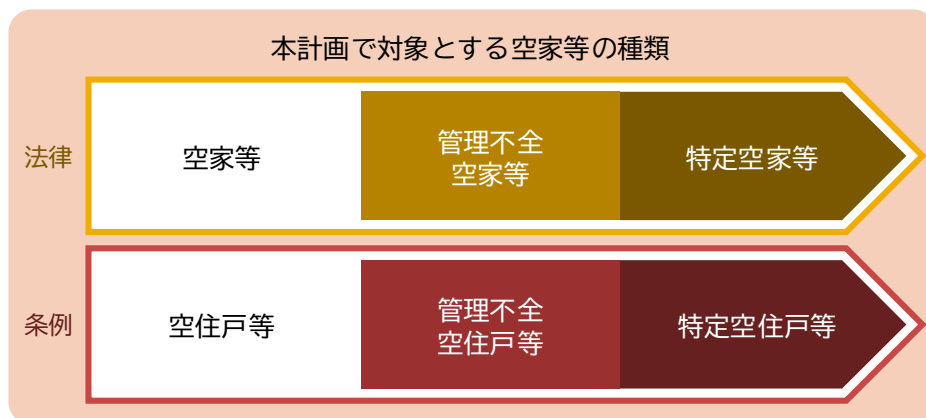 本計画で対象とする空家等の種類
法律
空家等
管理不全
空家等
特定空家等
条例
空住戸等
管理不全
空住戸等
特定空住戸等